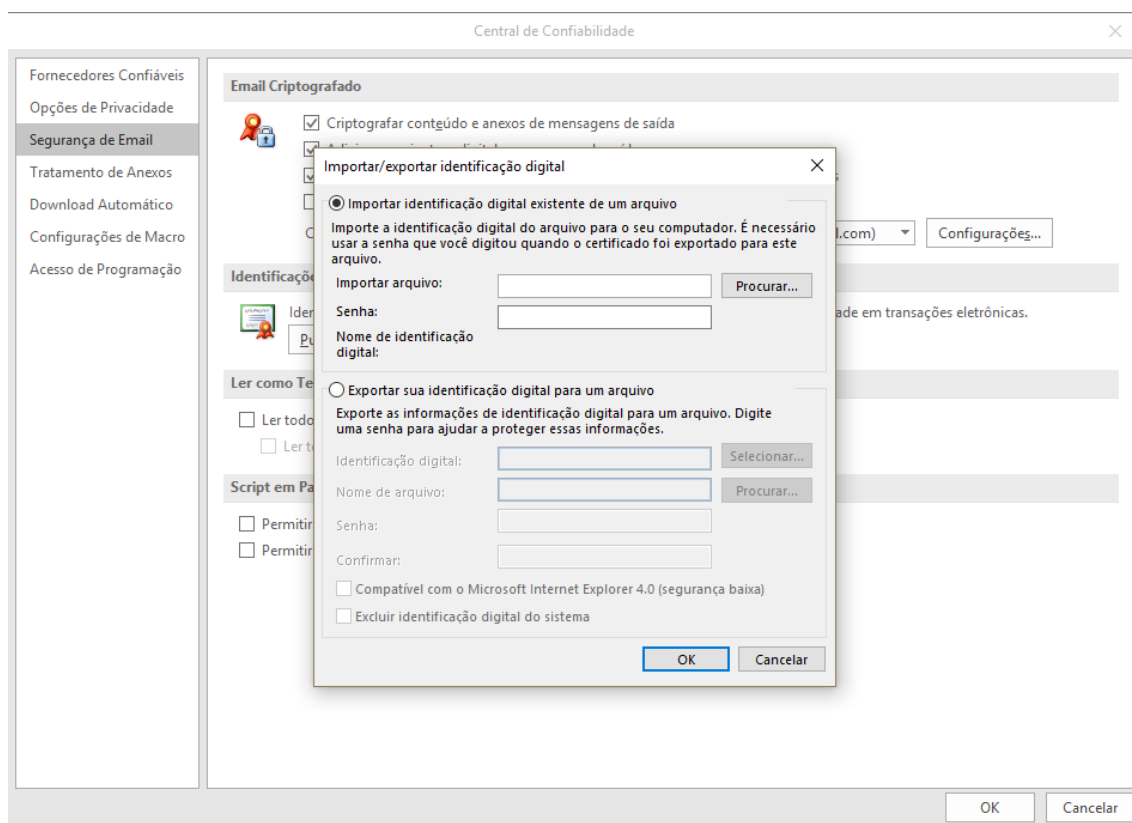 Central de Confiabilidade
Fornecedores Confiáveis
Opções de Privacidade
Segurança de Email
Tratamento de Anexos
Download Automático
Configurações de Macro
Acesso de Programação
Email Criptografado
Criptografar conteúdo e anexos de mensagens de saída
.com)
Configurações...
Ler como
Script em
Permitir
Permitir
ade em transações eletrônicas.
Importar/exportar identificação digital
Importar identificação digital existente de um arquivo
Importe a identificação digital do arquivo para o seu computador. É necessário
usar a senha que você digitou quando o certificado foi exportado para este
arquivo.
Importar arquivo:
Procurar...
Senha:
Nome de identificação
digital:
Exportar sua identificação digital para um arquivo
Exporte as informações de identificação digital para um arquivo. Digite
uma senha para ajudar a proteger essas informações.
Identificação digital:
Selecionar...
Nome de arquivo:
Procurar...
Senha:
Confirmar:
Compatível com o Microsoft Internet Explorer 4.0 (segurança baixa)
Excluir identificação digital do sistema
OK
Cancelar
OK
Cancelar